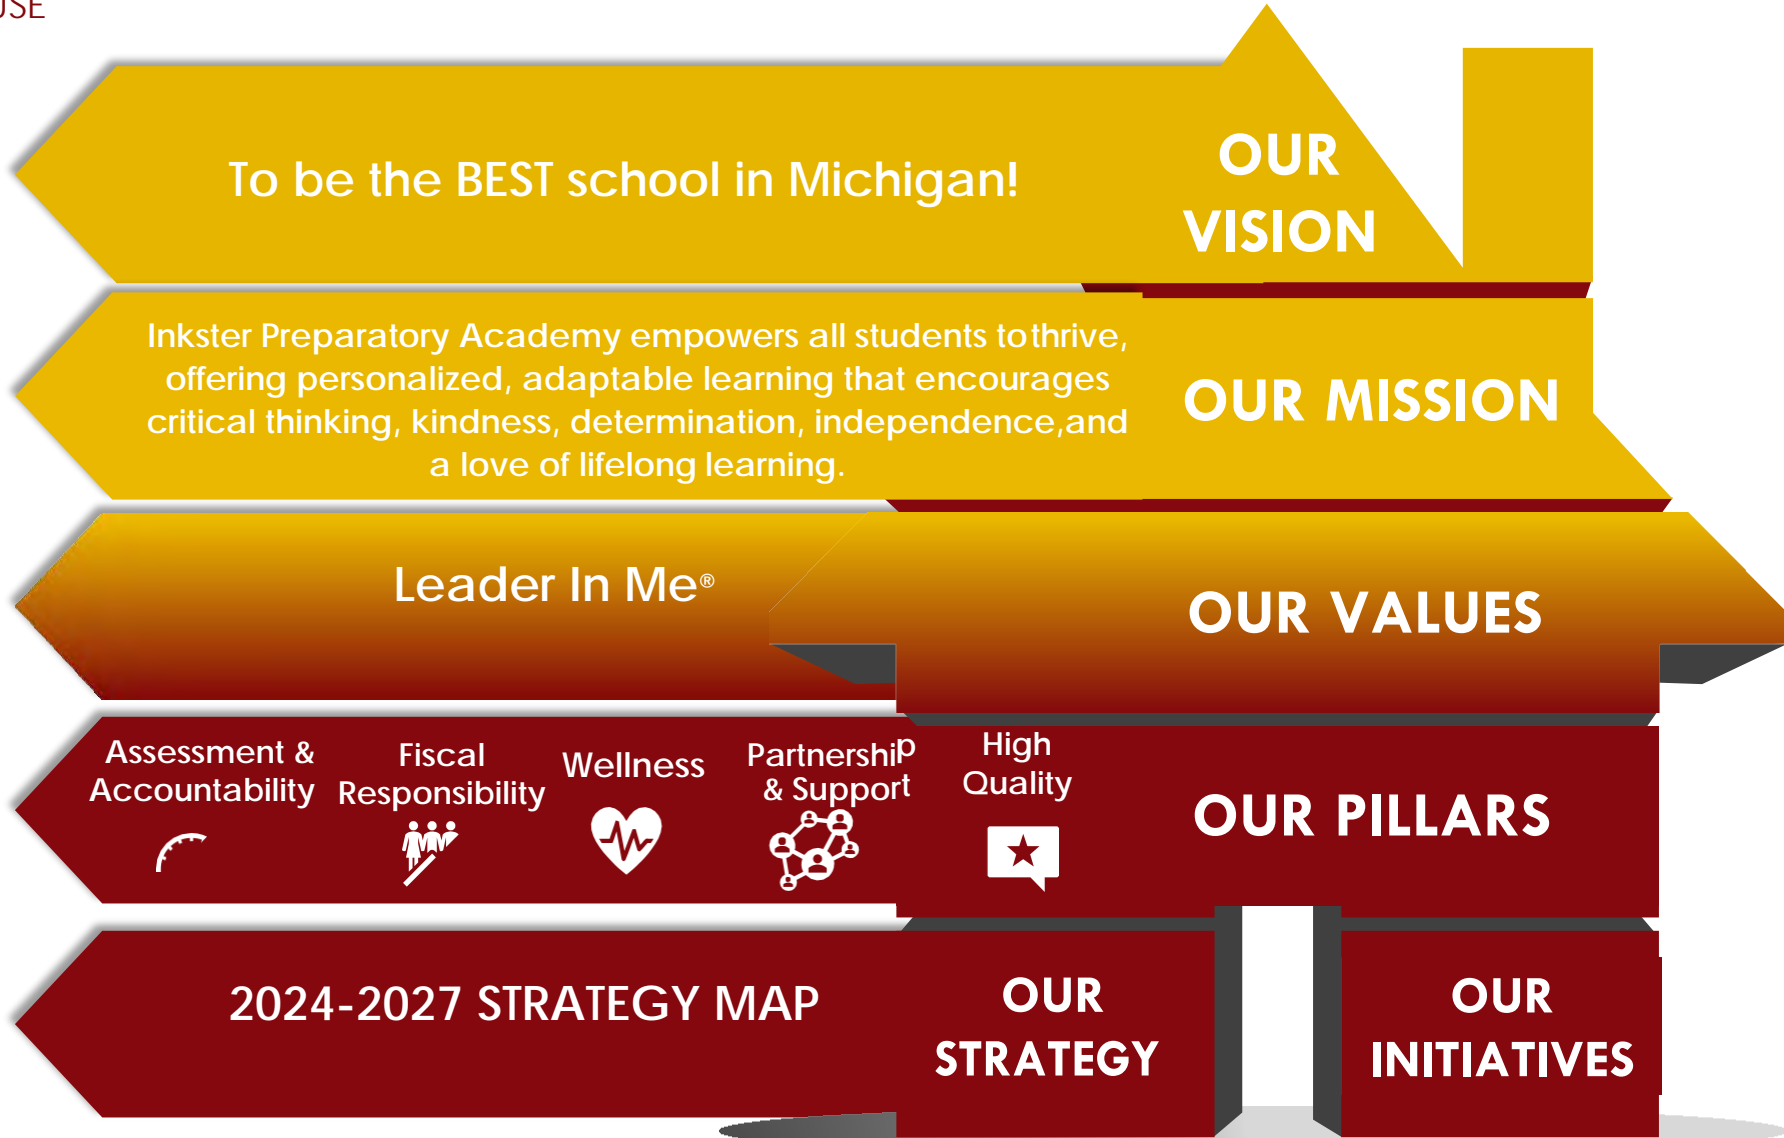 To be the BEST school in Michigan!
OUR
VISION
Inkster Preparatory Academy empowers all students to thrive,
offering personalized, adaptable learning that encourages
critical thinking, kindness, determination, independence,and
a love of lifelong learning.
OUR MISSION
Leader In Me®
OUR VALUES
Assessment &
Accountability
Fiscal
Responsibility
Wellness
Partnership
& Support
High
Quality
OUR PILLARS
2024-2027 STRATEGY MAP
OUR
STRATEGY
OUR
INITIATIVES